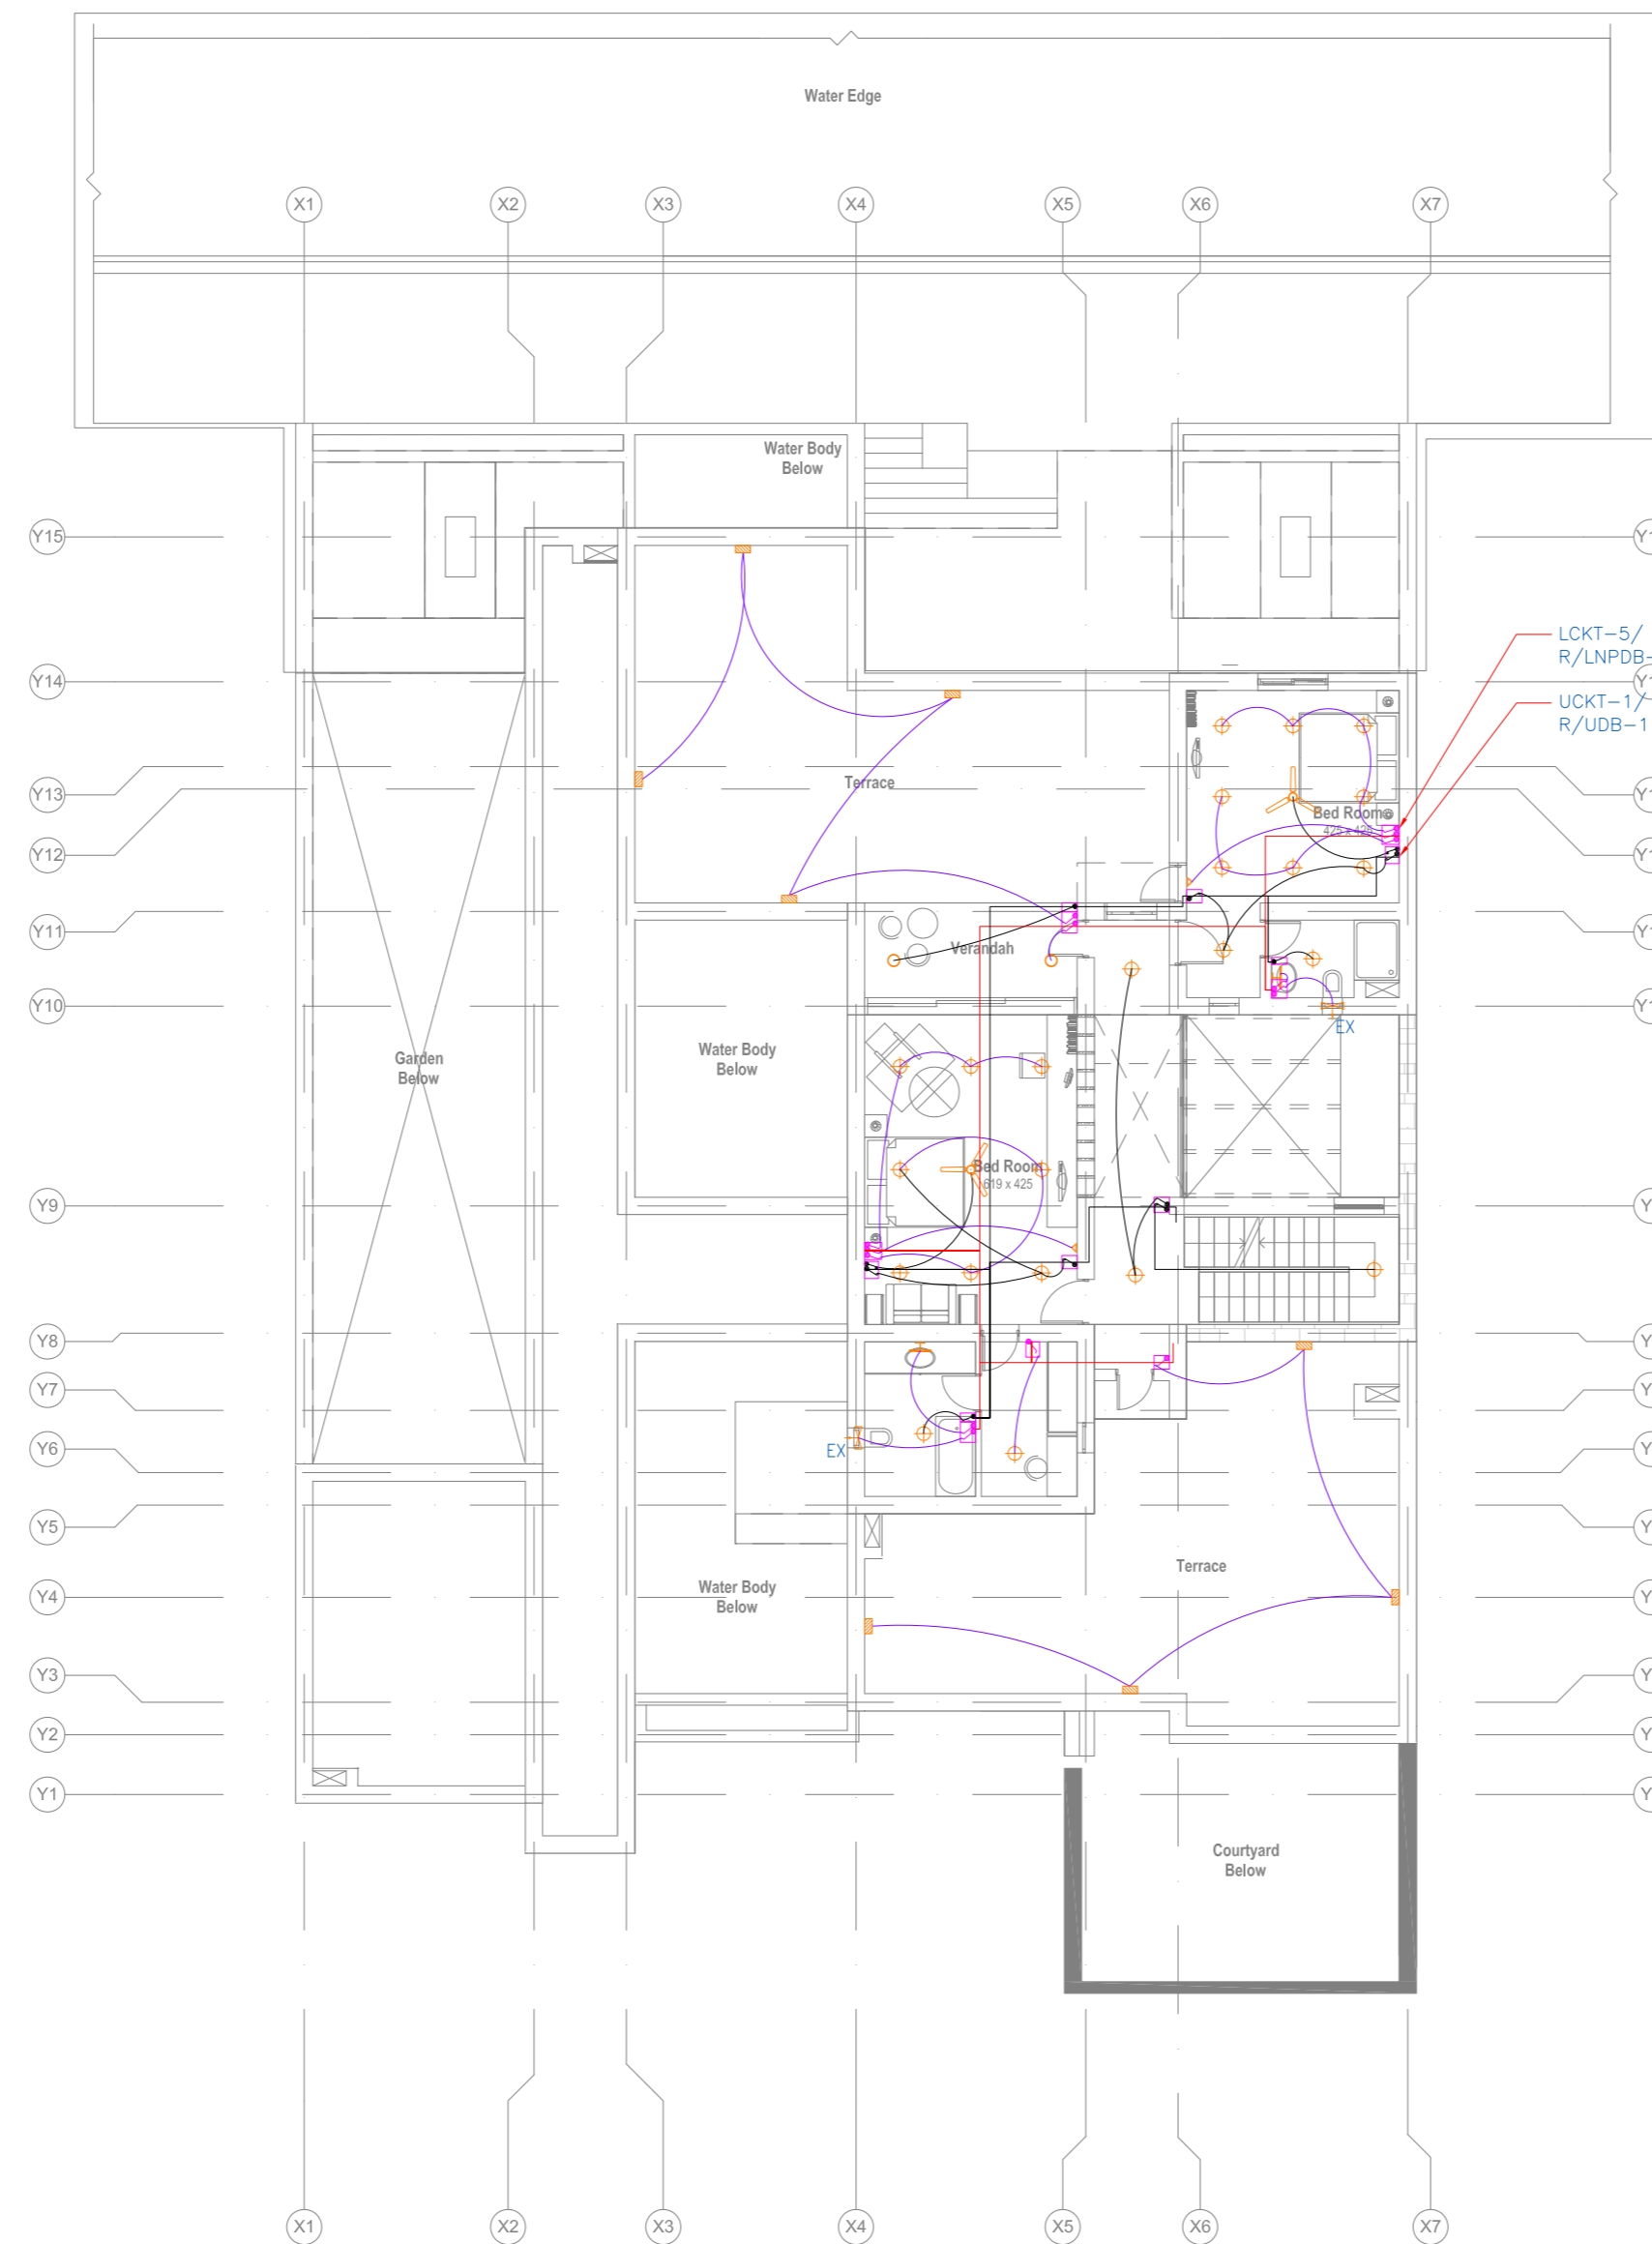 Water Edge
X1
X2
X3
X4
X5
X6
X7
Water Body
Below
Y15
LCKT-5/
R/LNPDB-
Y14
UCKT-1/
R/UDB-1
Y13
Terrace
Bed Room
425 x 425
Y12
Y11
Verandah
Y10
EX
Water Body
Below
Garden
Below
Bed Room
619 x 425
Y9
Y8
Y7
Y6
EX
Y5
Terrace
Water Body
Below
Y4
Y3
Y2
Y1
Courtyard
Below
X1
X2
X3
X4
X5
X6
X7